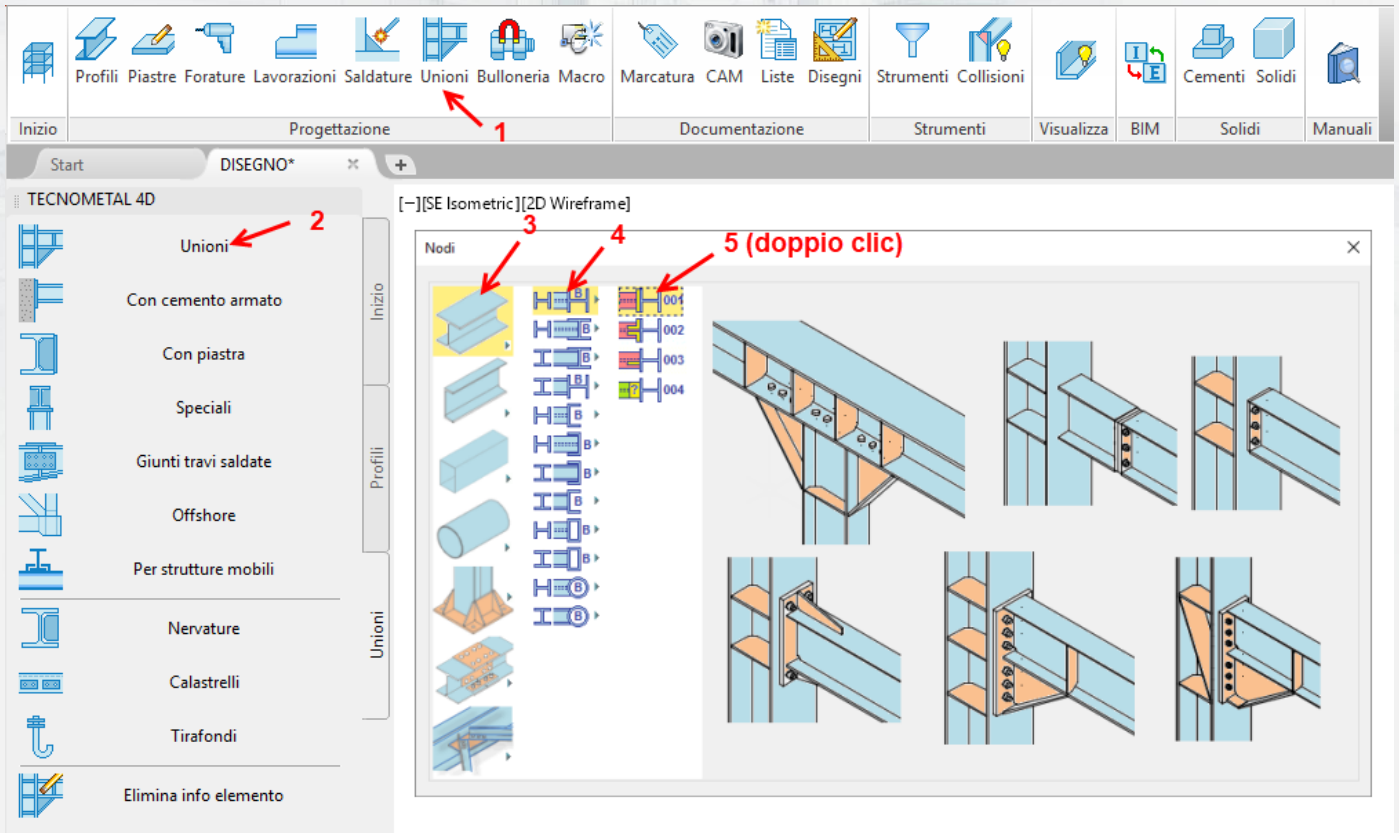 Profili Piastre Forature Lavorazioni Saldature Unioni Bulloneria Macro Marcatura CAM Liste Disegni Strumenti Collisioni Cementi Solidi
I
E
Inizio Progettazione Documentazione Strumenti Visualizza BIM Solidi Manuali
1
Start DISEGNO* × +
TECNOMETAL 4D
[−][SE Isometric][2D Wireframe]
Unioni
2
Con cemento armato
Con piastra
Speciali
Giunti travi saldate
Offshore
Per strutture mobili
Nervature
Calastrelli
Tirafondi
Elimina info elemento
Inizio
Profili
Unioni
3
4
5 (doppio clic)
Nodi ×
B
B
B
B
B
B
B
B
B
B
B
B
001
002
003
? 004